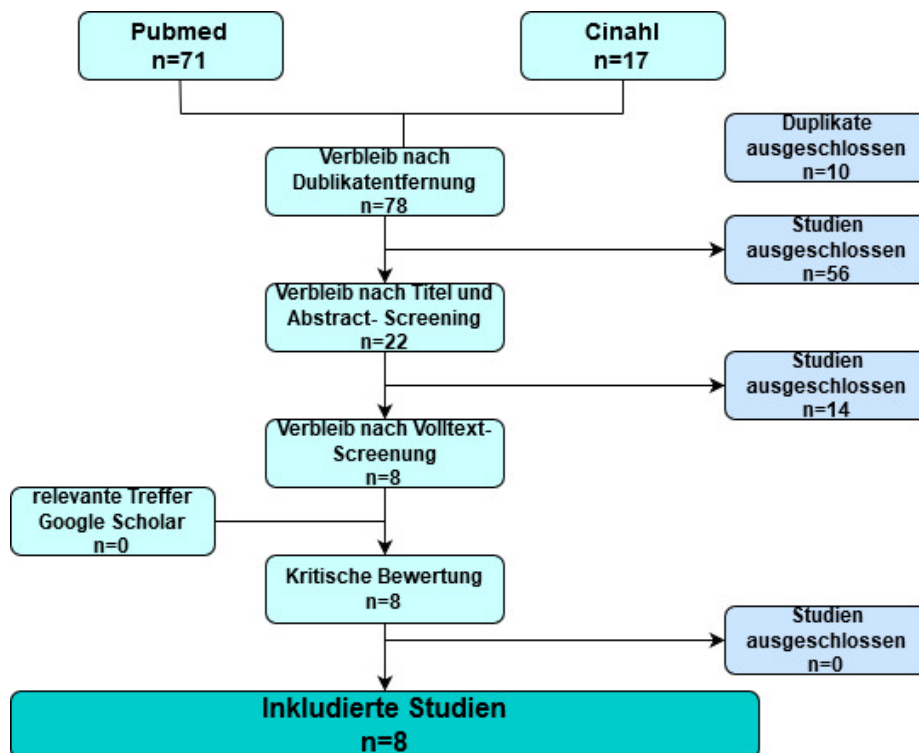 Pubmed
n=71
Cinahl
n=17
Duplikate
ausgeschlossen
n=10
Verbleib nach
Dublikatentfernung
n=78
Studien
ausgeschlossen
n=56
Verbleib nach Titel und
Abstract- Screening
n=22
Studien
ausgeschlossen
n=14
Verbleib nach Volltext-
Screenung
n=8
relevante Treffer
Google Scholar
n=0
Kritische Bewertung
n=8
Studien
ausgeschlossen
n=0
Inkludierte Studien
n=8